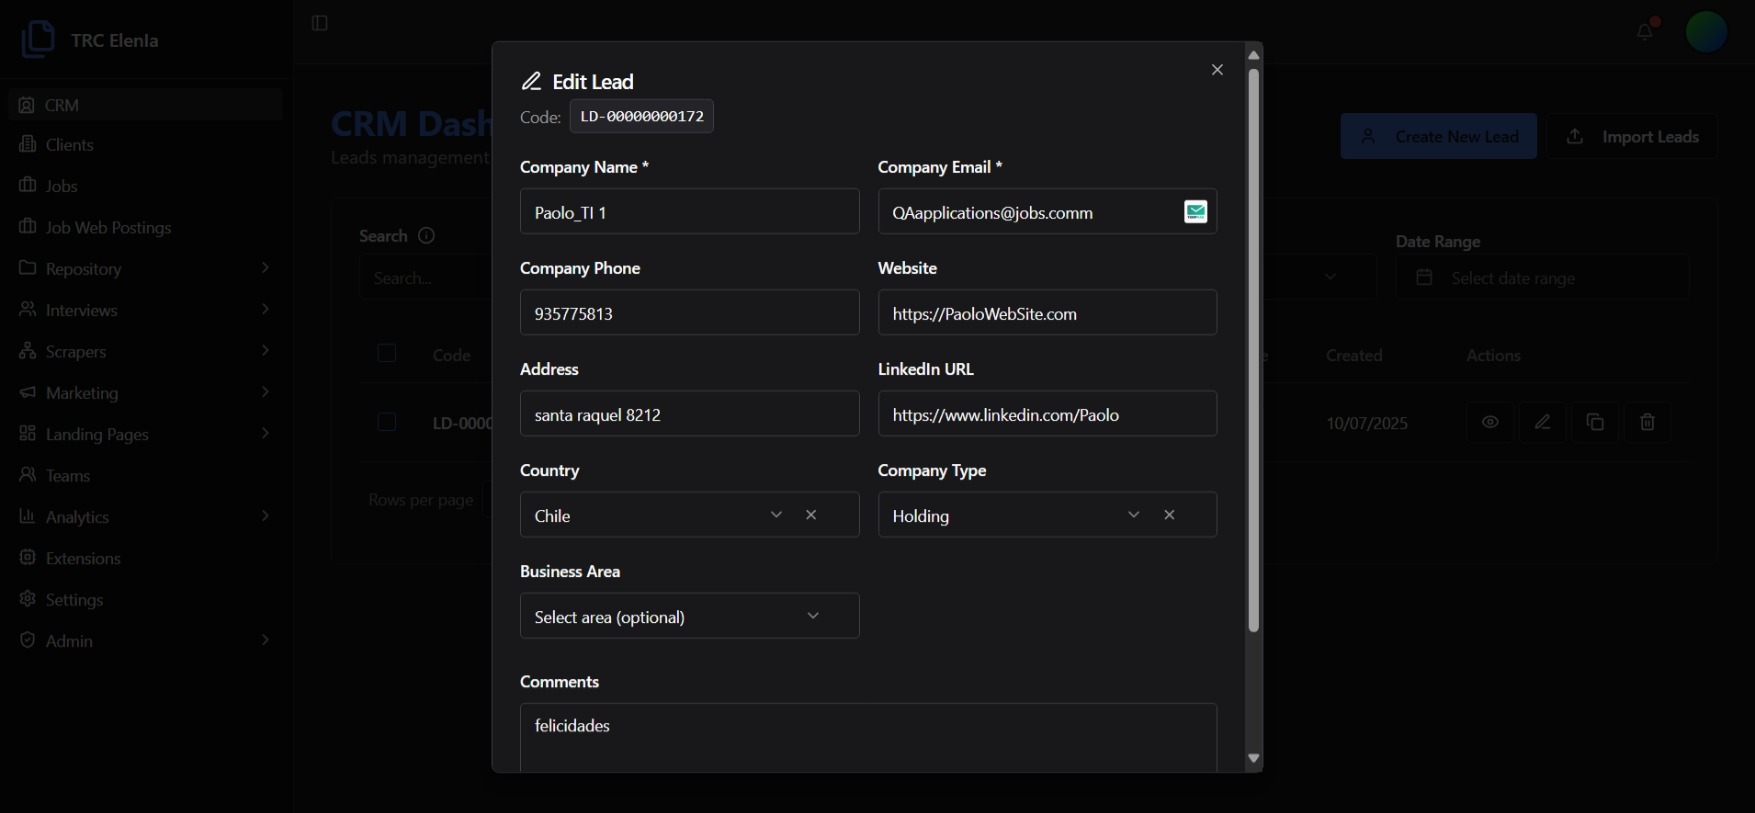 TRC Elenla
CRM
Clients
Jobs
Job Web Postings
Repository
Interviews
Scrapers
Marketing
Landing Pages
Teams
Analytics
Extensions
Settings
Admin
CRM Dash
Leads management
Create New Lead
Import Leads
Search
Search...
Date Range
Select date range
Code
Created
Actions
LD-0000
10/07/2025
Rows per page
Edit Lead
Code: LD-00000000172
Company Name *
Company Email *
Paolo_TI 1
QAapplications@jobs.comm
Company Phone
Website
935775813
https://PaoloWebSite.com
Address
LinkedIn URL
santa raquel 8212
https://www.linkedin.com/Paolo
Country
Company Type
Chile
Holding
Business Area
Select area (optional)
Comments
felicidades